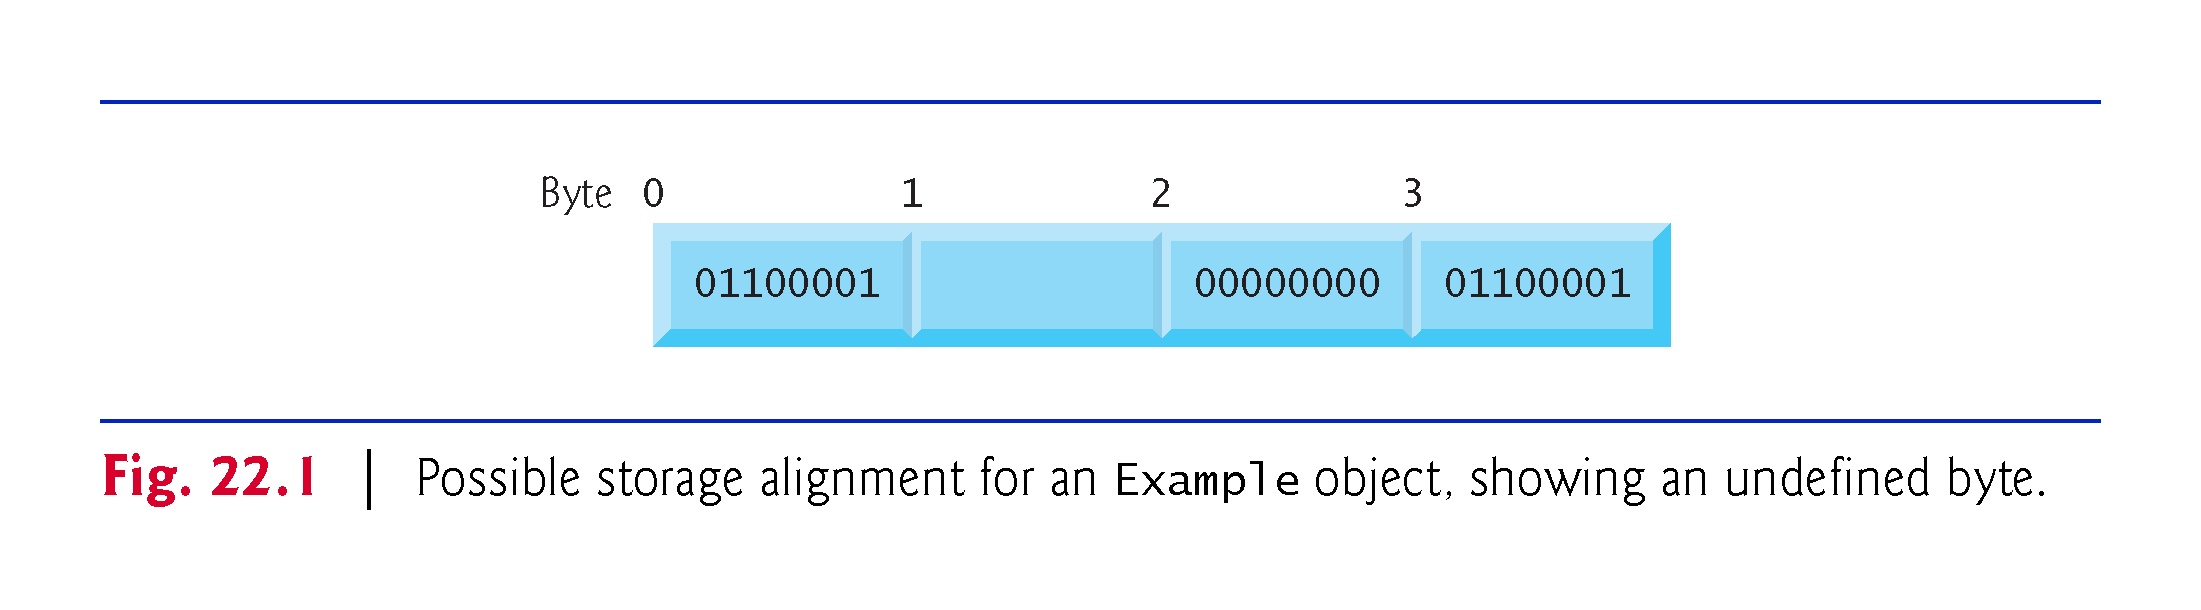 Byte 0 1 2 3
01100001 00000000 01100001
Fig. 22.1 | Possible storage alignment for an Example object, showing an undefined byte.